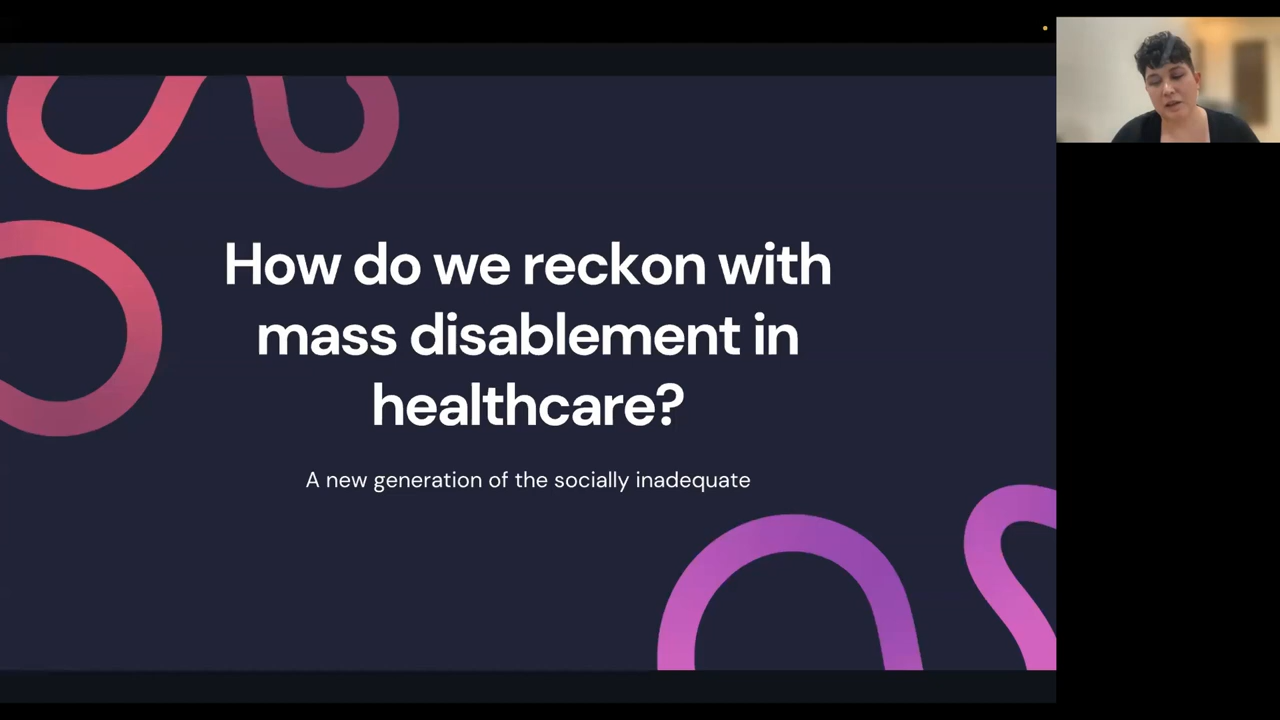 How do we reckon with
mass disablement in
healthcare?
A new generation of the socially inadequate